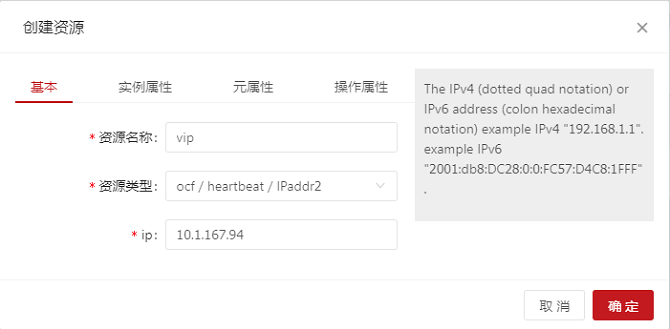 创建资源
基本 实例属性 元属性 操作属性
The IPv4 (dotted quad notation) or
IPv6 address (colon hexadecimal
notation) example IPv4 "192.168.1.1".
example IPv6
"2001:db8:DC28:0:0:FC57:D4C8:1FFF"
.
* 资源名称: vip
* 资源类型: ocf / heartbeat / IPaddr2
* ip: 10.1.167.94
取 消 确 定